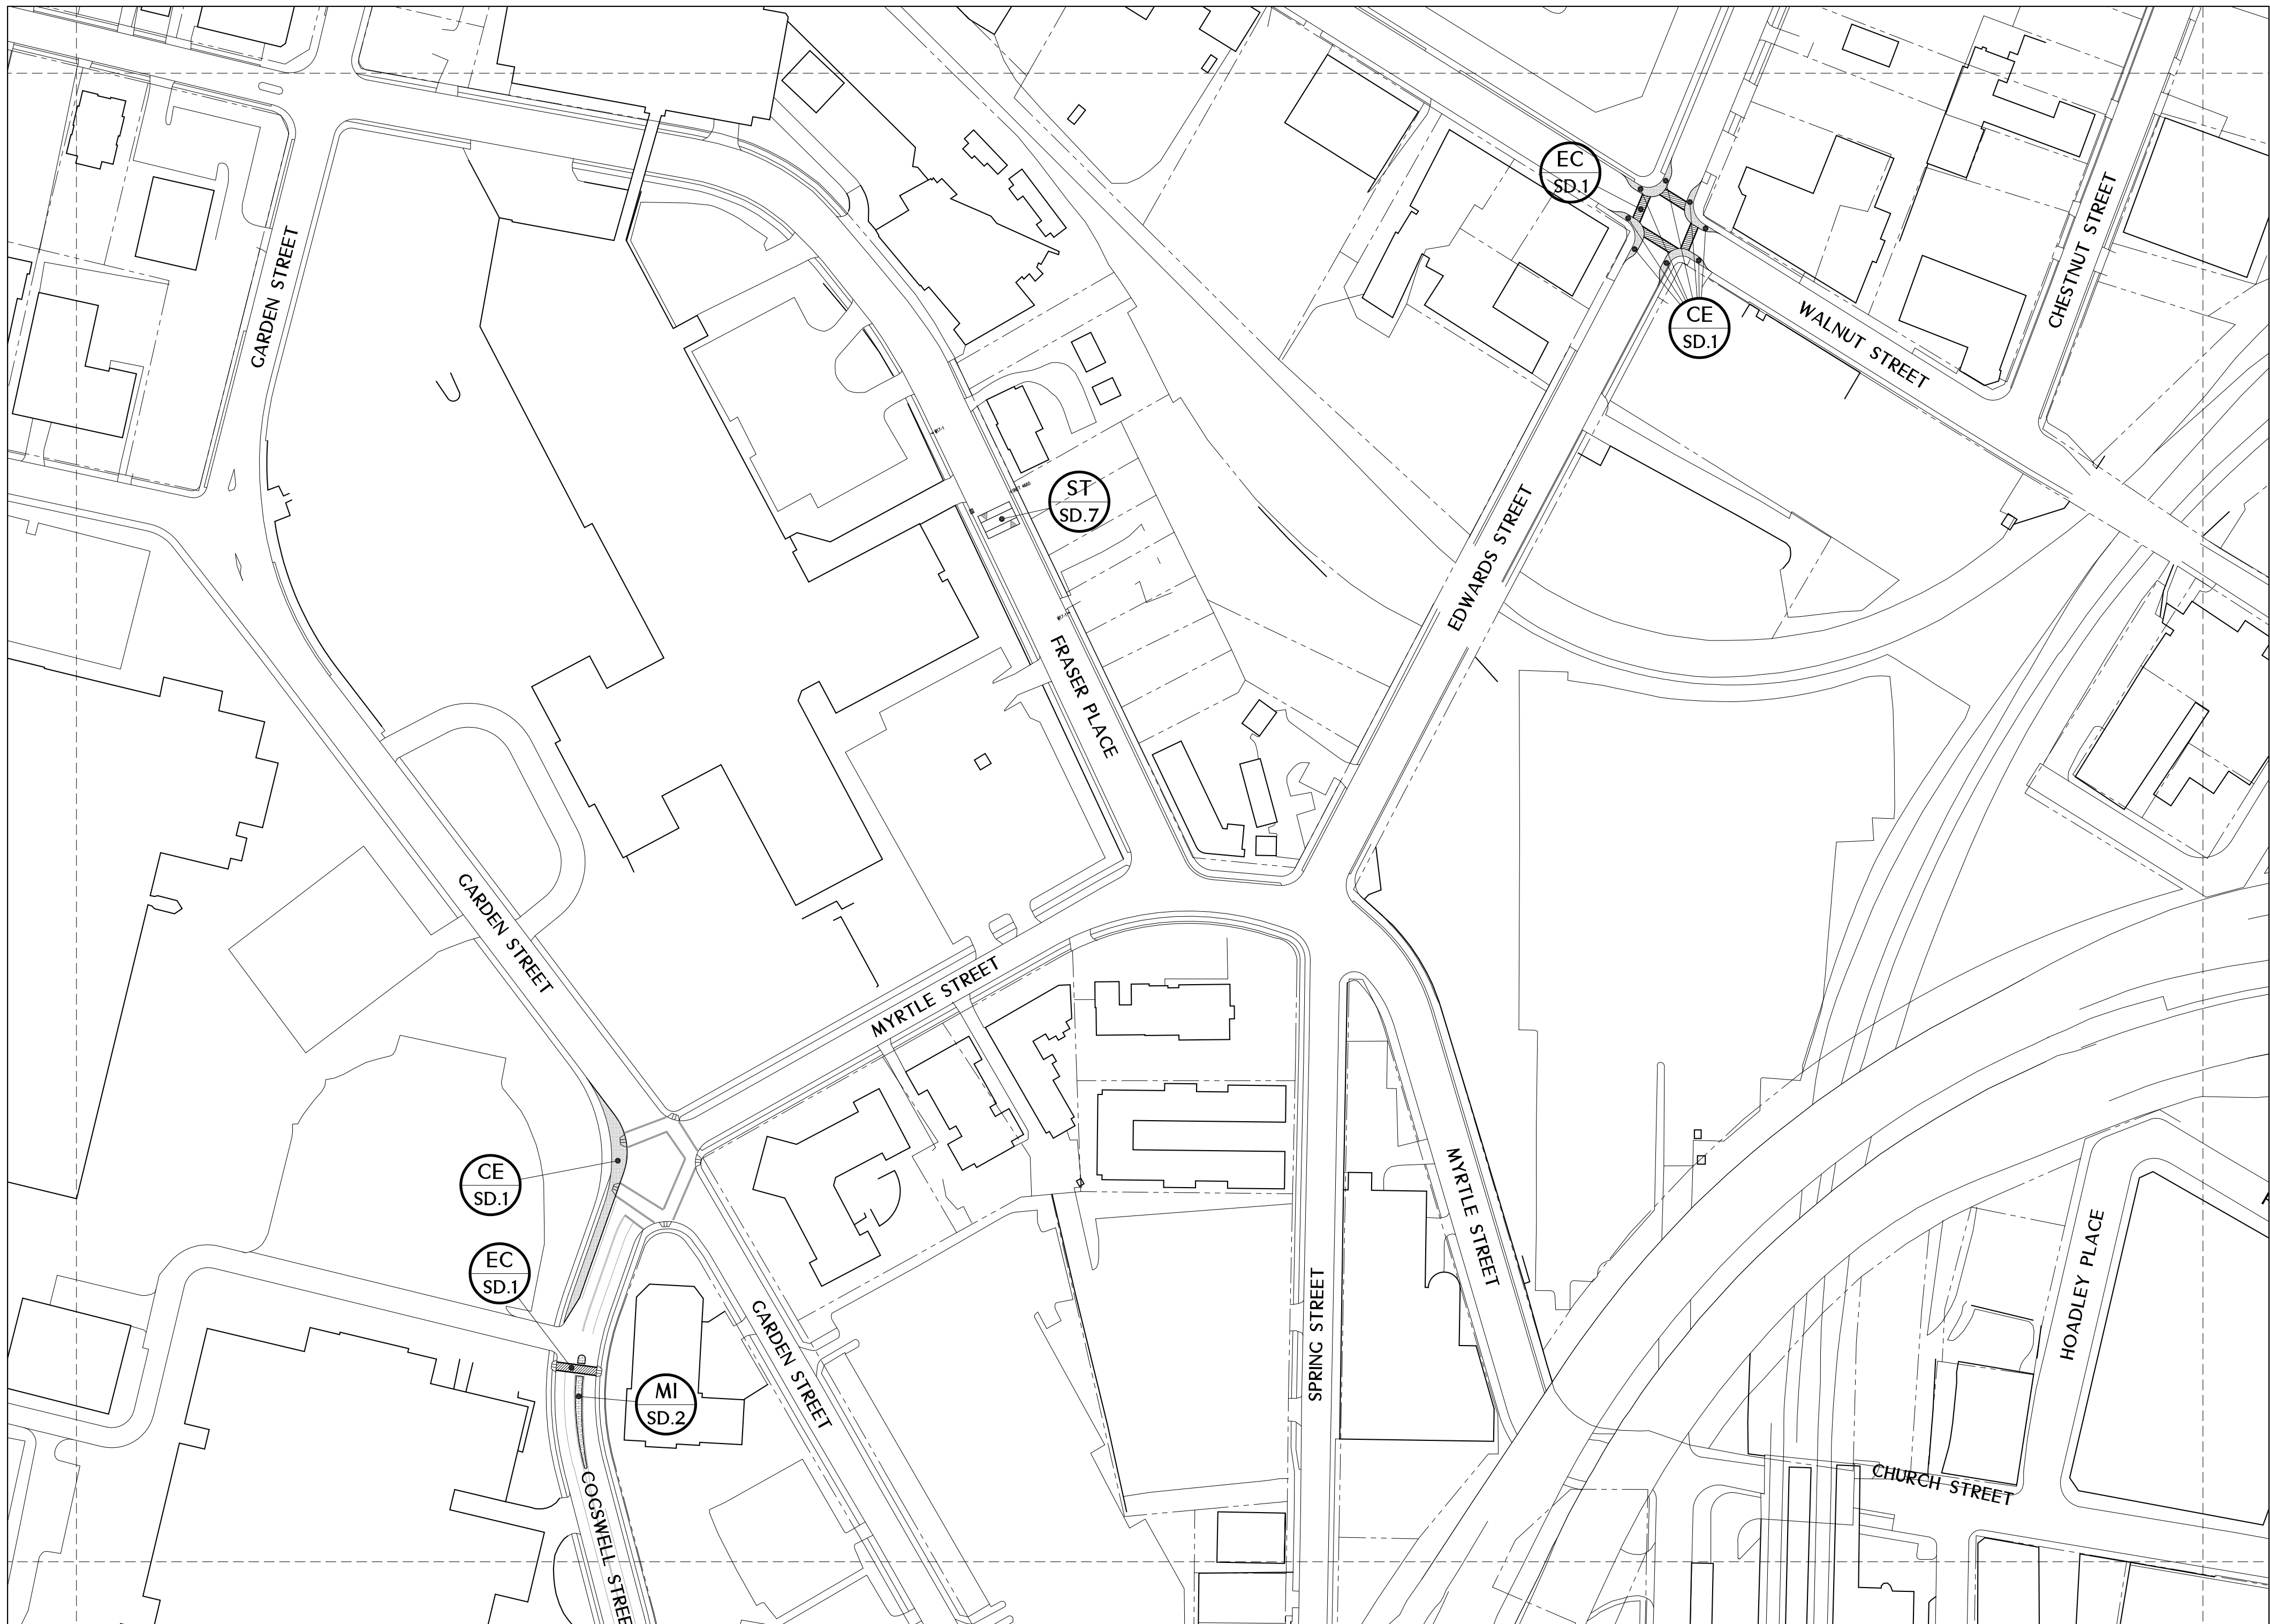 EC
SD.1
CHESTNUT STREET
GARDEN STREET
CE
SD.1
WALNUT STREET
ST
SD.7
EDWARDS STREET
FRASER PLACE
GARDEN STREET
MYRTLE STREET
CE
SD.1
MYRTLE STREET
EC
SD.1
HOADLEY PLACE
SPRING STREET
GARDEN STREET
MI
SD.2
CHURCH STREET
COGSWELL STREE